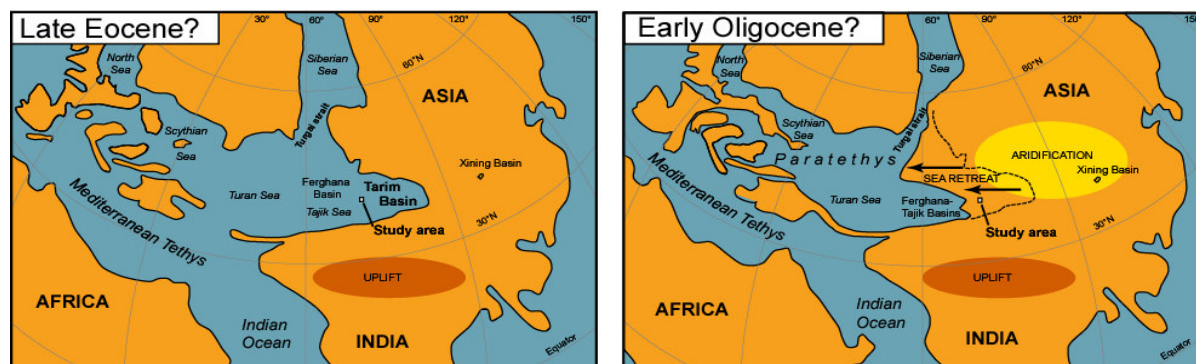 Late Eocene?
30°
60°
90°
120°
150°
North
Sea
Siberian
Sea
60°N
ASIA
Scythian
Sea
Turgai strait
Xining Basin
Turan Sea
Ferghana
Basin
Tajik Sea
Tarim
Basin
Study area
30°N
Mediterranean Tethys
UPLIFT
AFRICA
Indian
Ocean
INDIA
Equator
Early Oligocene?
60°
90°
120°
150°
North
Sea
Siberian
Sea
60°N
ASIA
Scythian
Sea
Turgai strait
Paratethys
ARIDIFICATION
Xining Basin
SEA RETREAT
Turan Sea
Ferghana-
Tajik Basins
Study area
30°N
Mediterranean Tethys
UPLIFT
AFRICA
Indian
Ocean
INDIA
Equator